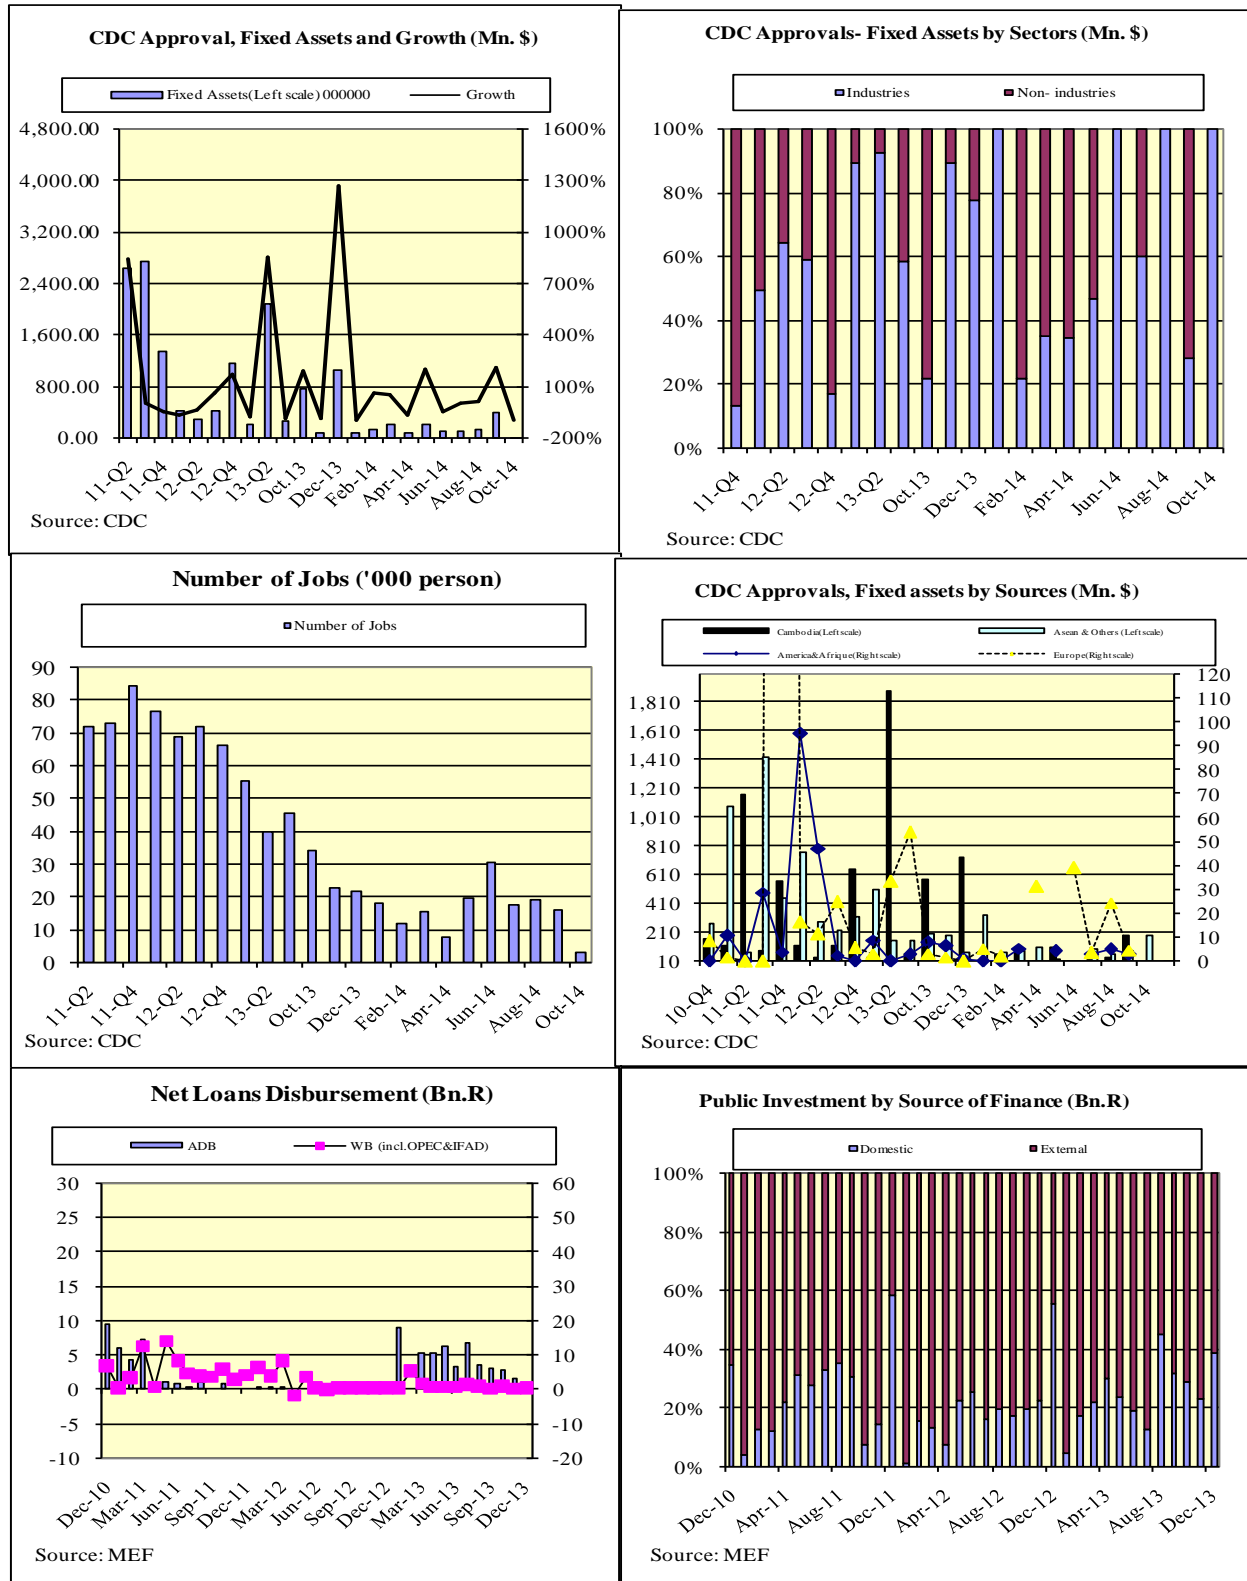 CDC Approval, Fixed Assets and Growth (Mn. $)
Fixed Assets(Left scale) 000000
Growth
4,800.00
4,000.00
3,200.00
2,400.00
1,600.00
800.00
0.00
1600%
1300%
1000%
700%
400%
100%
-200%
11-Q2
11-Q4
12-Q2
12-Q4
13-Q2
Oct.13
Dec-13
Feb-14
Apr-14
Jun-14
Aug-14
Oct-14
Source: CDC
CDC Approvals- Fixed Assets by Sectors (Mn. $)
Industries
Non- industries
100%
80%
60%
40%
20%
0%
11-Q4
12-Q2
12-Q4
13-Q2
Oct.13
Dec-13
Feb-14
Apr-14
Jun-14
Aug-14
Oct-14
Source: CDC
Number of Jobs ('000 person)
Number of Jobs
90
80
70
60
50
40
30
20
10
0
11-Q2
11-Q4
12-Q2
12-Q4
13-Q2
Oct.13
Dec-13
Feb-14
Apr-14
Jun-14
Aug-14
Oct-14
Source: CDC
CDC Approvals, Fixed assets by Sources (Mn. $)
Cambodia(Left scale)
Asean & Others (Left scale)
America&Afrique(Right scale)
Europe(Right scale)
1,810
1,610
1,410
1,210
1,010
810
610
410
210
10
120
110
100
90
80
70
60
50
40
30
20
10
0
10-Q4
11-Q2
11-Q4
12-Q2
12-Q4
13-Q2
Oct.13
Dec-13
Feb-14
Apr-14
Jun-14
Aug-14
Oct-14
Source: CDC
Net Loans Disbursement (Bn.R)
ADB
WB (incl.OPEC&IFAD)
30
25
20
15
10
5
0
-5
-10
60
50
40
30
20
10
0
-10
-20
Dec-10
Mar-11
Jun-11
Sep-11
Dec-11
Mar-12
Jun-12
Sep-12
Dec-12
Mar-13
Jun-13
Sep-13
Dec-13
Source: MEF
Public Investment by Source of Finance (Bn.R)
Domestic
External
100%
80%
60%
40%
20%
0%
Dec-10
Apr-11
Aug-11
Dec-11
Apr-12
Aug-12
Dec-12
Apr-13
Aug-13
Dec-13
Source: MEF